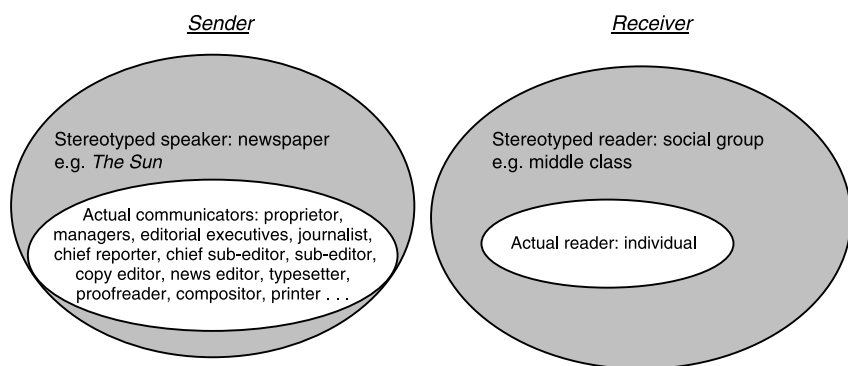 Sender
Receiver
Stereotyped speaker: newspaper
e.g. The Sun
Actual communicators: proprietor,
managers, editorial executives, journalist,
chief reporter, chief sub-editor, sub-editor,
copy editor, news editor, typesetter,
proofreader, compositor, printer . . .
Stereotyped reader: social group
e.g. middle class
Actual reader: individual